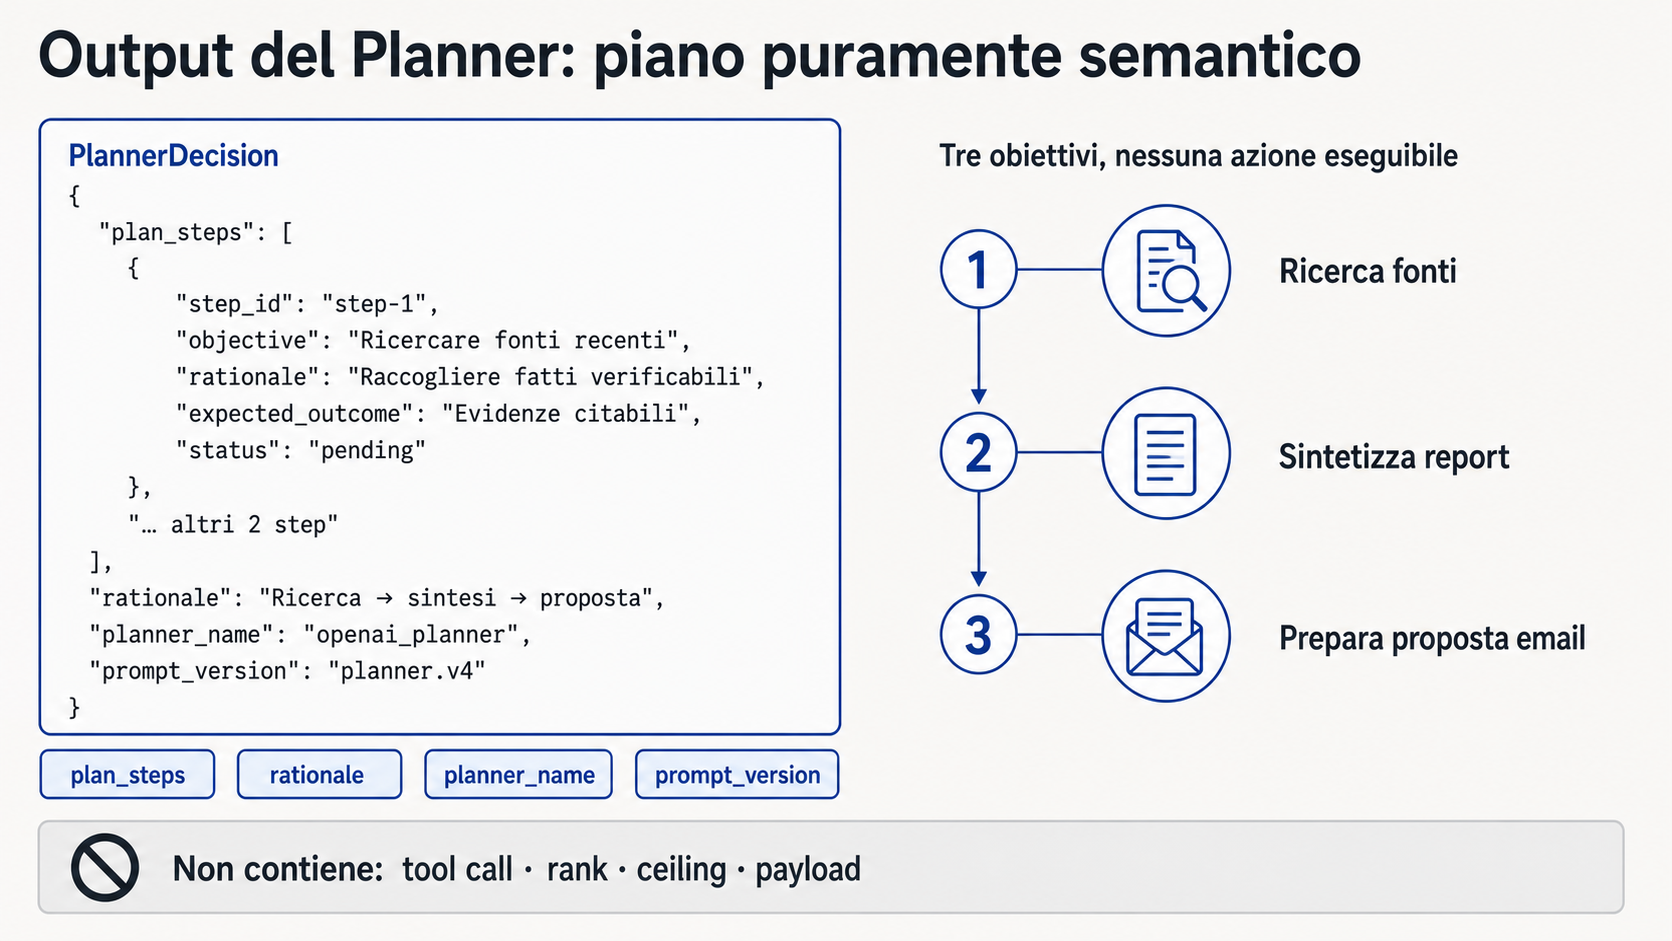 Output del Planner: piano puramente semantico
PlannerDecision
{
"plan_steps": [
{
"step_id": "step-1",
"objective": "Ricercare fonti recenti",
"rationale": "Raccogliere fatti verificabili",
"expected_outcome": "Evidenze citabili",
"status": "pending"
},
"… altri 2 step"
],
"rationale": "Ricerca → sintesi → proposta",
"planner_name": "openai_planner",
"prompt_version": "planner.v4"
}
plan_steps
rationale
planner_name
prompt_version
Tre obiettivi, nessuna azione eseguibile
1
Ricerca fonti
2
Sintetizza report
3
Prepara proposta email
Non contiene: tool call · rank · ceiling · payload